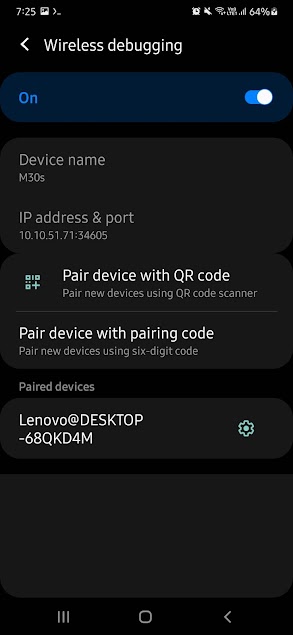 7:25
64%
Wireless debugging
On
Device name
M30s
IP address & port
10.10.51.71:34605
Pair device with QR code
Pair new devices using QR code scanner
Pair device with pairing code
Pair new devices using six-digit code
Paired devices
Lenovo@DESKTOP
-68QKD4M